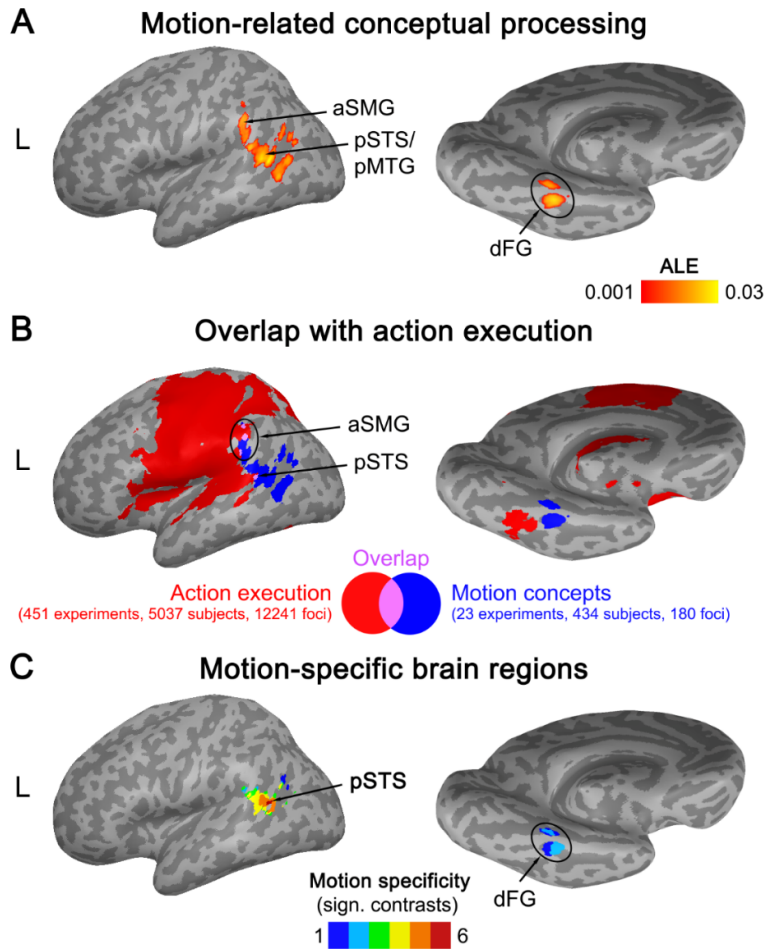 A
Motion-related conceptual processing
L
aSMG
pSTS/
pMTG
dFG
ALE
0.001
0.03
B
Overlap with action execution
L
aSMG
pSTS
Overlap
Action execution
(451 experiments, 5037 subjects, 12241 foci)
Motion concepts
(23 experiments, 434 subjects, 180 foci)
C
Motion-specific brain regions
L
pSTS
dFG
Motion specificity
(sign. contrasts)
1
6